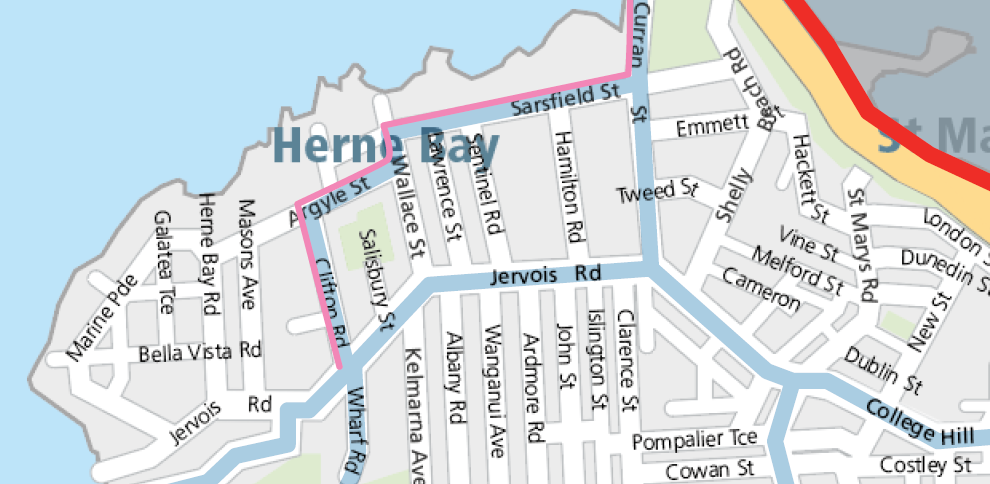 Curran
St
Beach Rd
Sarsfield St
Emmett St
St Ma
Herne Bay
Hackett St
Lawrence St
Sentinel Rd
Hamilton Rd
Wallace St
Tweed St
Shelly
Argyle St
St Marys Rd
London S
Galatea Tce
Herne Bay Rd
Masons Ave
Salisbury St
Vine St
Melford St
Dunedin St
Cameron
Clifton Rd
Jervois Rd
Marine Pde
New St
Bella Vista Rd
Dublin St
Kelmarna Ave
Albany Rd
Wanganui Ave
Ardmore Rd
John St
Islington St
Clarence St
Jervois Rd
Wharf Rd
College Hill
Pompalier Tce
Cowan St
Costley St